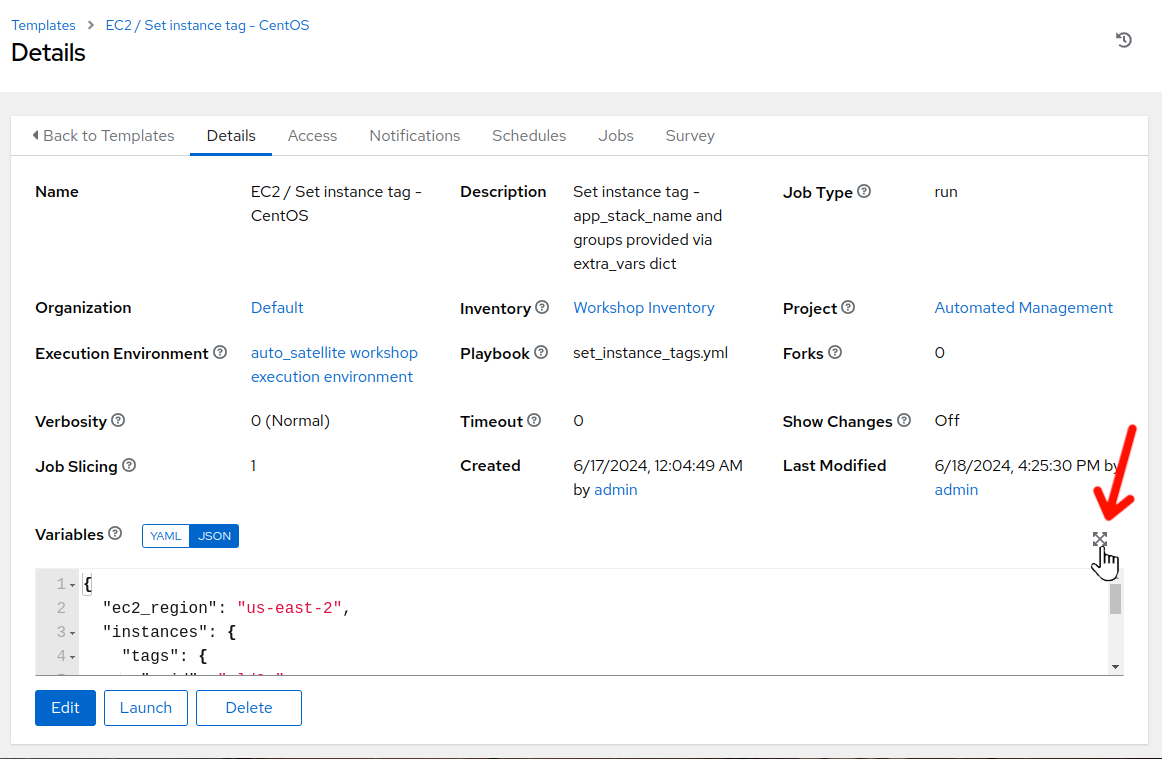 Templates EC2 / Set instance tag - CentOS
Details
Back to Templates Details Access Notifications Schedules Jobs Survey
Name EC2 / Set instance tag - CentOS
Description Set instance tag - app_stack_name and groups provided via extra_vars dict
Job Type run
Organization Default
Inventory Workshop Inventory
Project Automated Management
Execution Environment auto_satellite workshop execution environment
Playbook set_instance_tags.yml
Forks 0
Verbosity 0 (Normal)
Timeout 0
Show Changes Off
Job Slicing 1
Created 6/17/2024, 12:04:49 AM by admin
Last Modified 6/18/2024, 4:25:30 PM by admin
Variables YAML JSON
1 {
2 "ec2_region": "us-east-2",
3 "instances": {
4 "tags": {
Edit Launch Delete